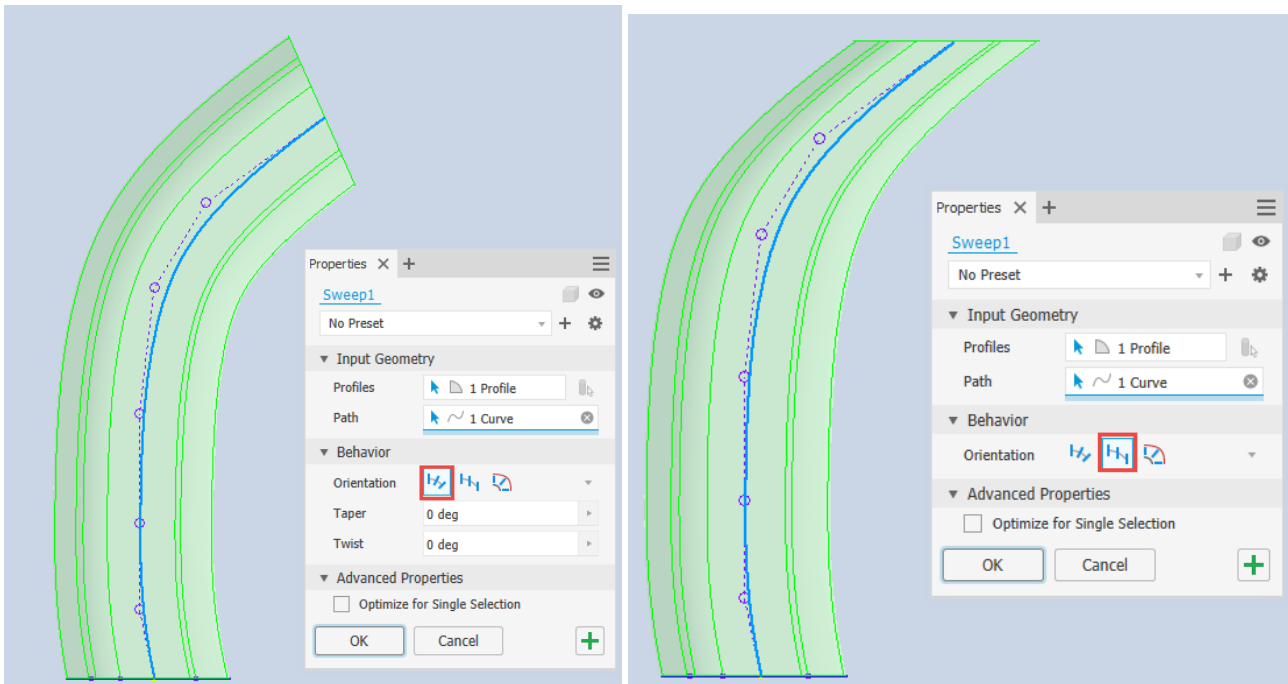 Properties
Sweep1
No Preset
Input Geometry
Profiles 1 Profile
Path 1 Curve
Behavior
Orientation
Taper 0 deg
Twist 0 deg
Advanced Properties
Optimize for Single Selection
OK Cancel
Properties
Sweep1
No Preset
Input Geometry
Profiles 1 Profile
Path 1 Curve
Behavior
Orientation
Advanced Properties
Optimize for Single Selection
OK Cancel